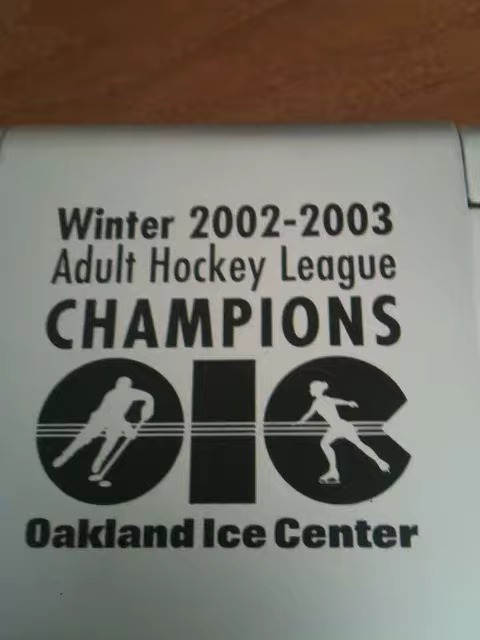 Winter 2002-2003
Adult Hockey League
CHAMPIONS
OIC
Oakland Ice Center